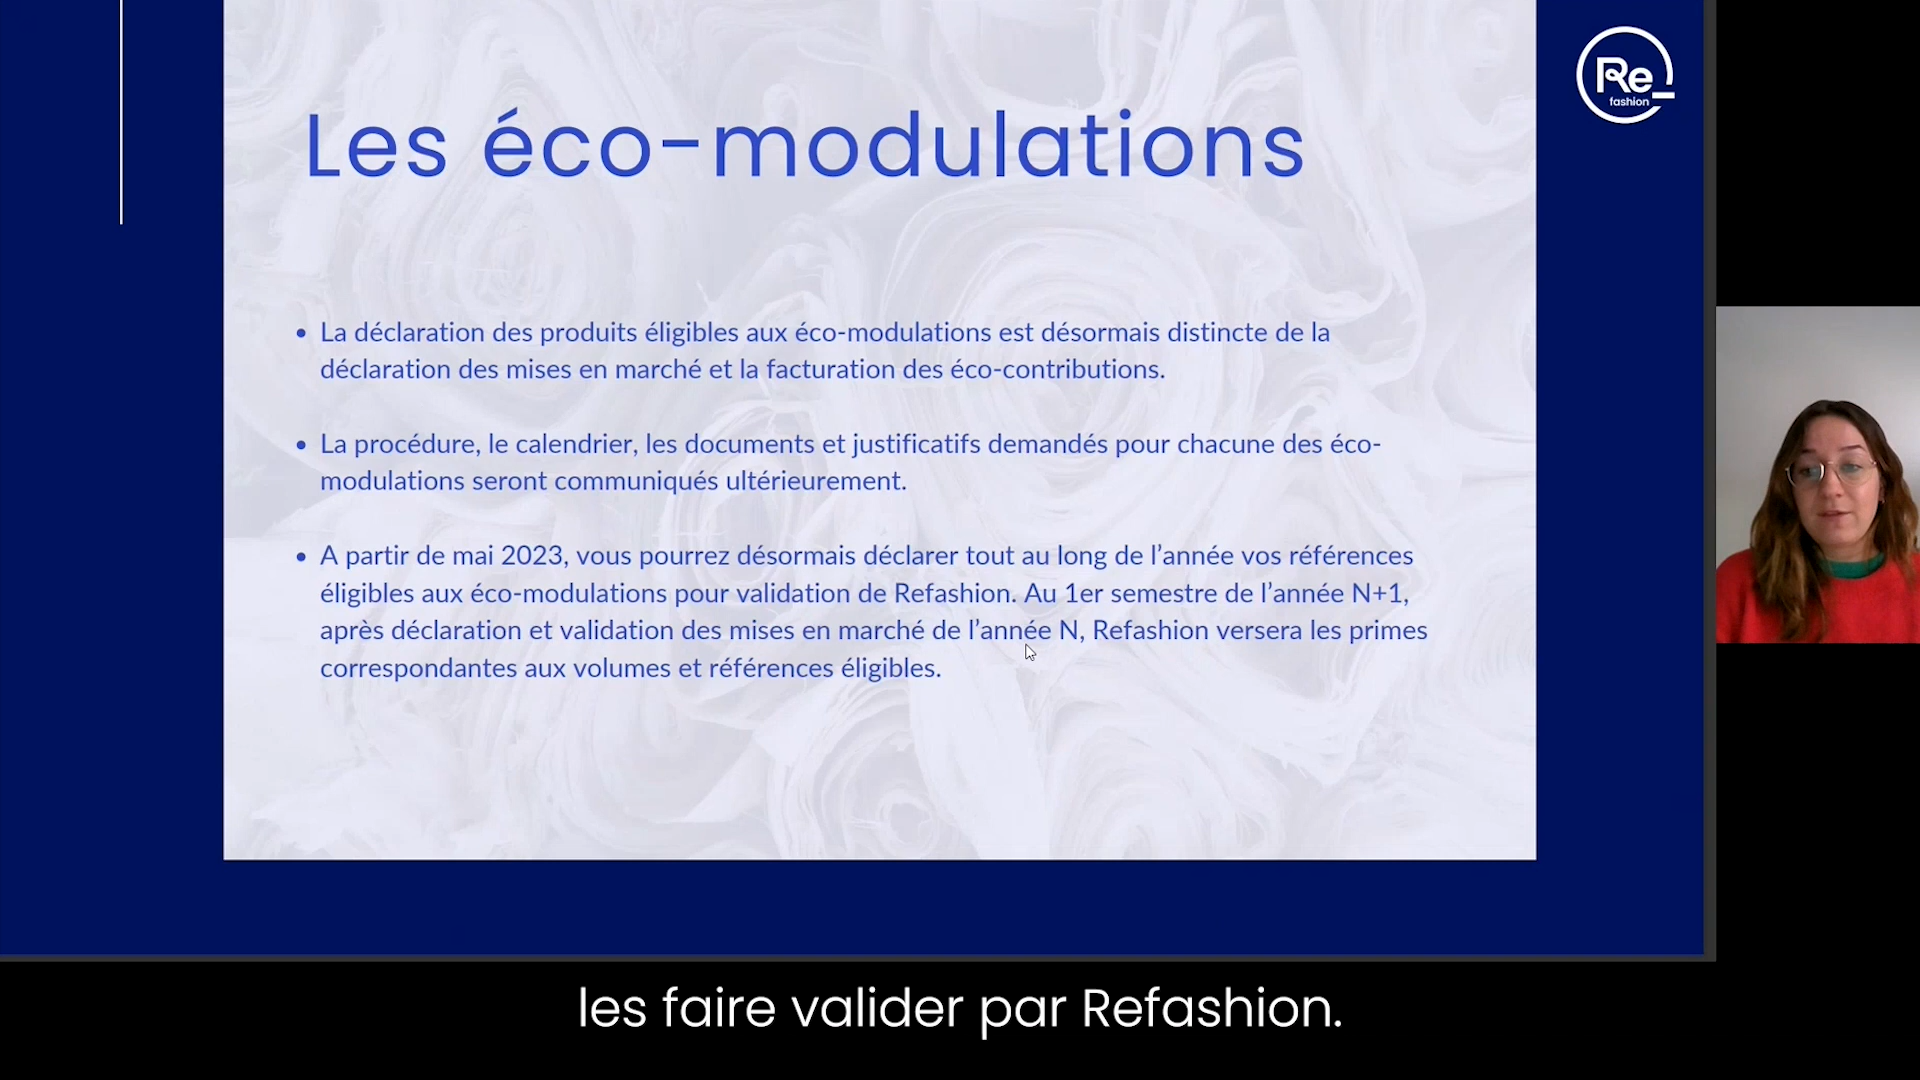 Re
fashion
Les éco-modulations
• La déclaration des produits éligibles aux éco-modulations est désormais distincte de la
déclaration des mises en marché et la facturation des éco-contributions.
• La procédure, le calendrier, les documents et justificatifs demandés pour chacune des éco-
modulations seront communiqués ultérieurement.
• A partir de mai 2023, vous pourrez désormais déclarer tout au long de l’année vos références
éligibles aux éco-modulations pour validation de Refashion. Au 1er semestre de l’année N+1,
après déclaration et validation des mises en marché de l’année N, Refashion versera les primes
correspondantes aux volumes et références éligibles.
les faire valider par Refashion.